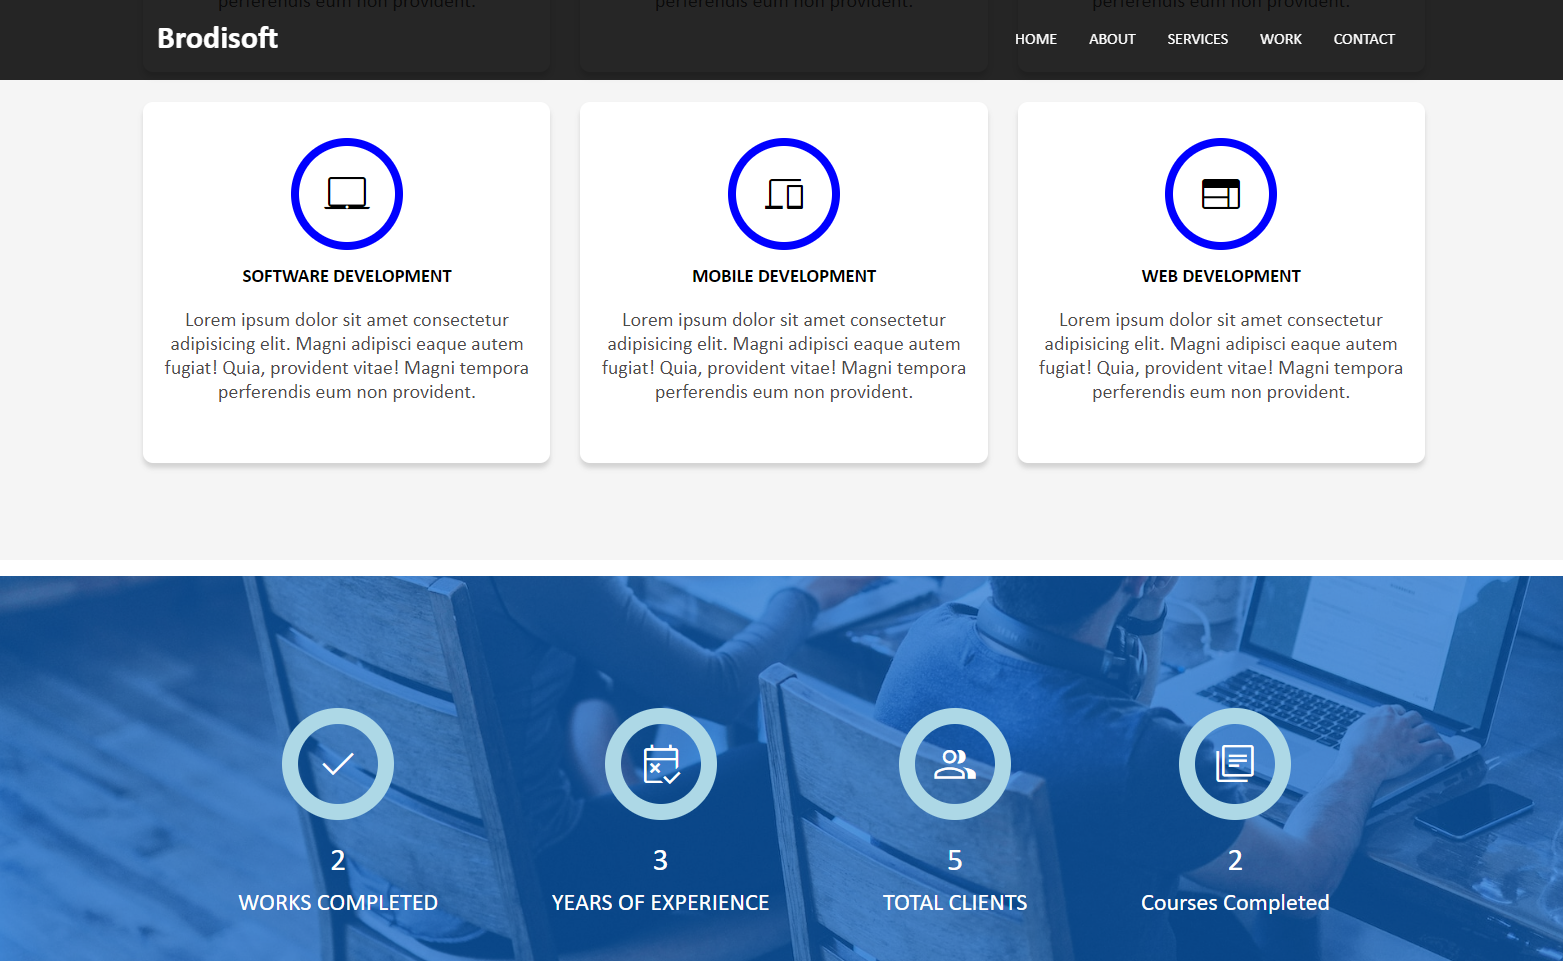 perferendis eum non provident.
perferendis eum non provident.
perferendis eum non provident.
Brodisoft
HOME
ABOUT
SERVICES
WORK
CONTACT
SOFTWARE DEVELOPMENT
Lorem ipsum dolor sit amet consectetur
adipisicing elit. Magni adipisci eaque autem
fugiat! Quia, provident vitae! Magni tempora
perferendis eum non provident.
MOBILE DEVELOPMENT
Lorem ipsum dolor sit amet consectetur
adipisicing elit. Magni adipisci eaque autem
fugiat! Quia, provident vitae! Magni tempora
perferendis eum non provident.
WEB DEVELOPMENT
Lorem ipsum dolor sit amet consectetur
adipisicing elit. Magni adipisci eaque autem
fugiat! Quia, provident vitae! Magni tempora
perferendis eum non provident.
2
WORKS COMPLETED
3
YEARS OF EXPERIENCE
5
TOTAL CLIENTS
2
Courses Completed